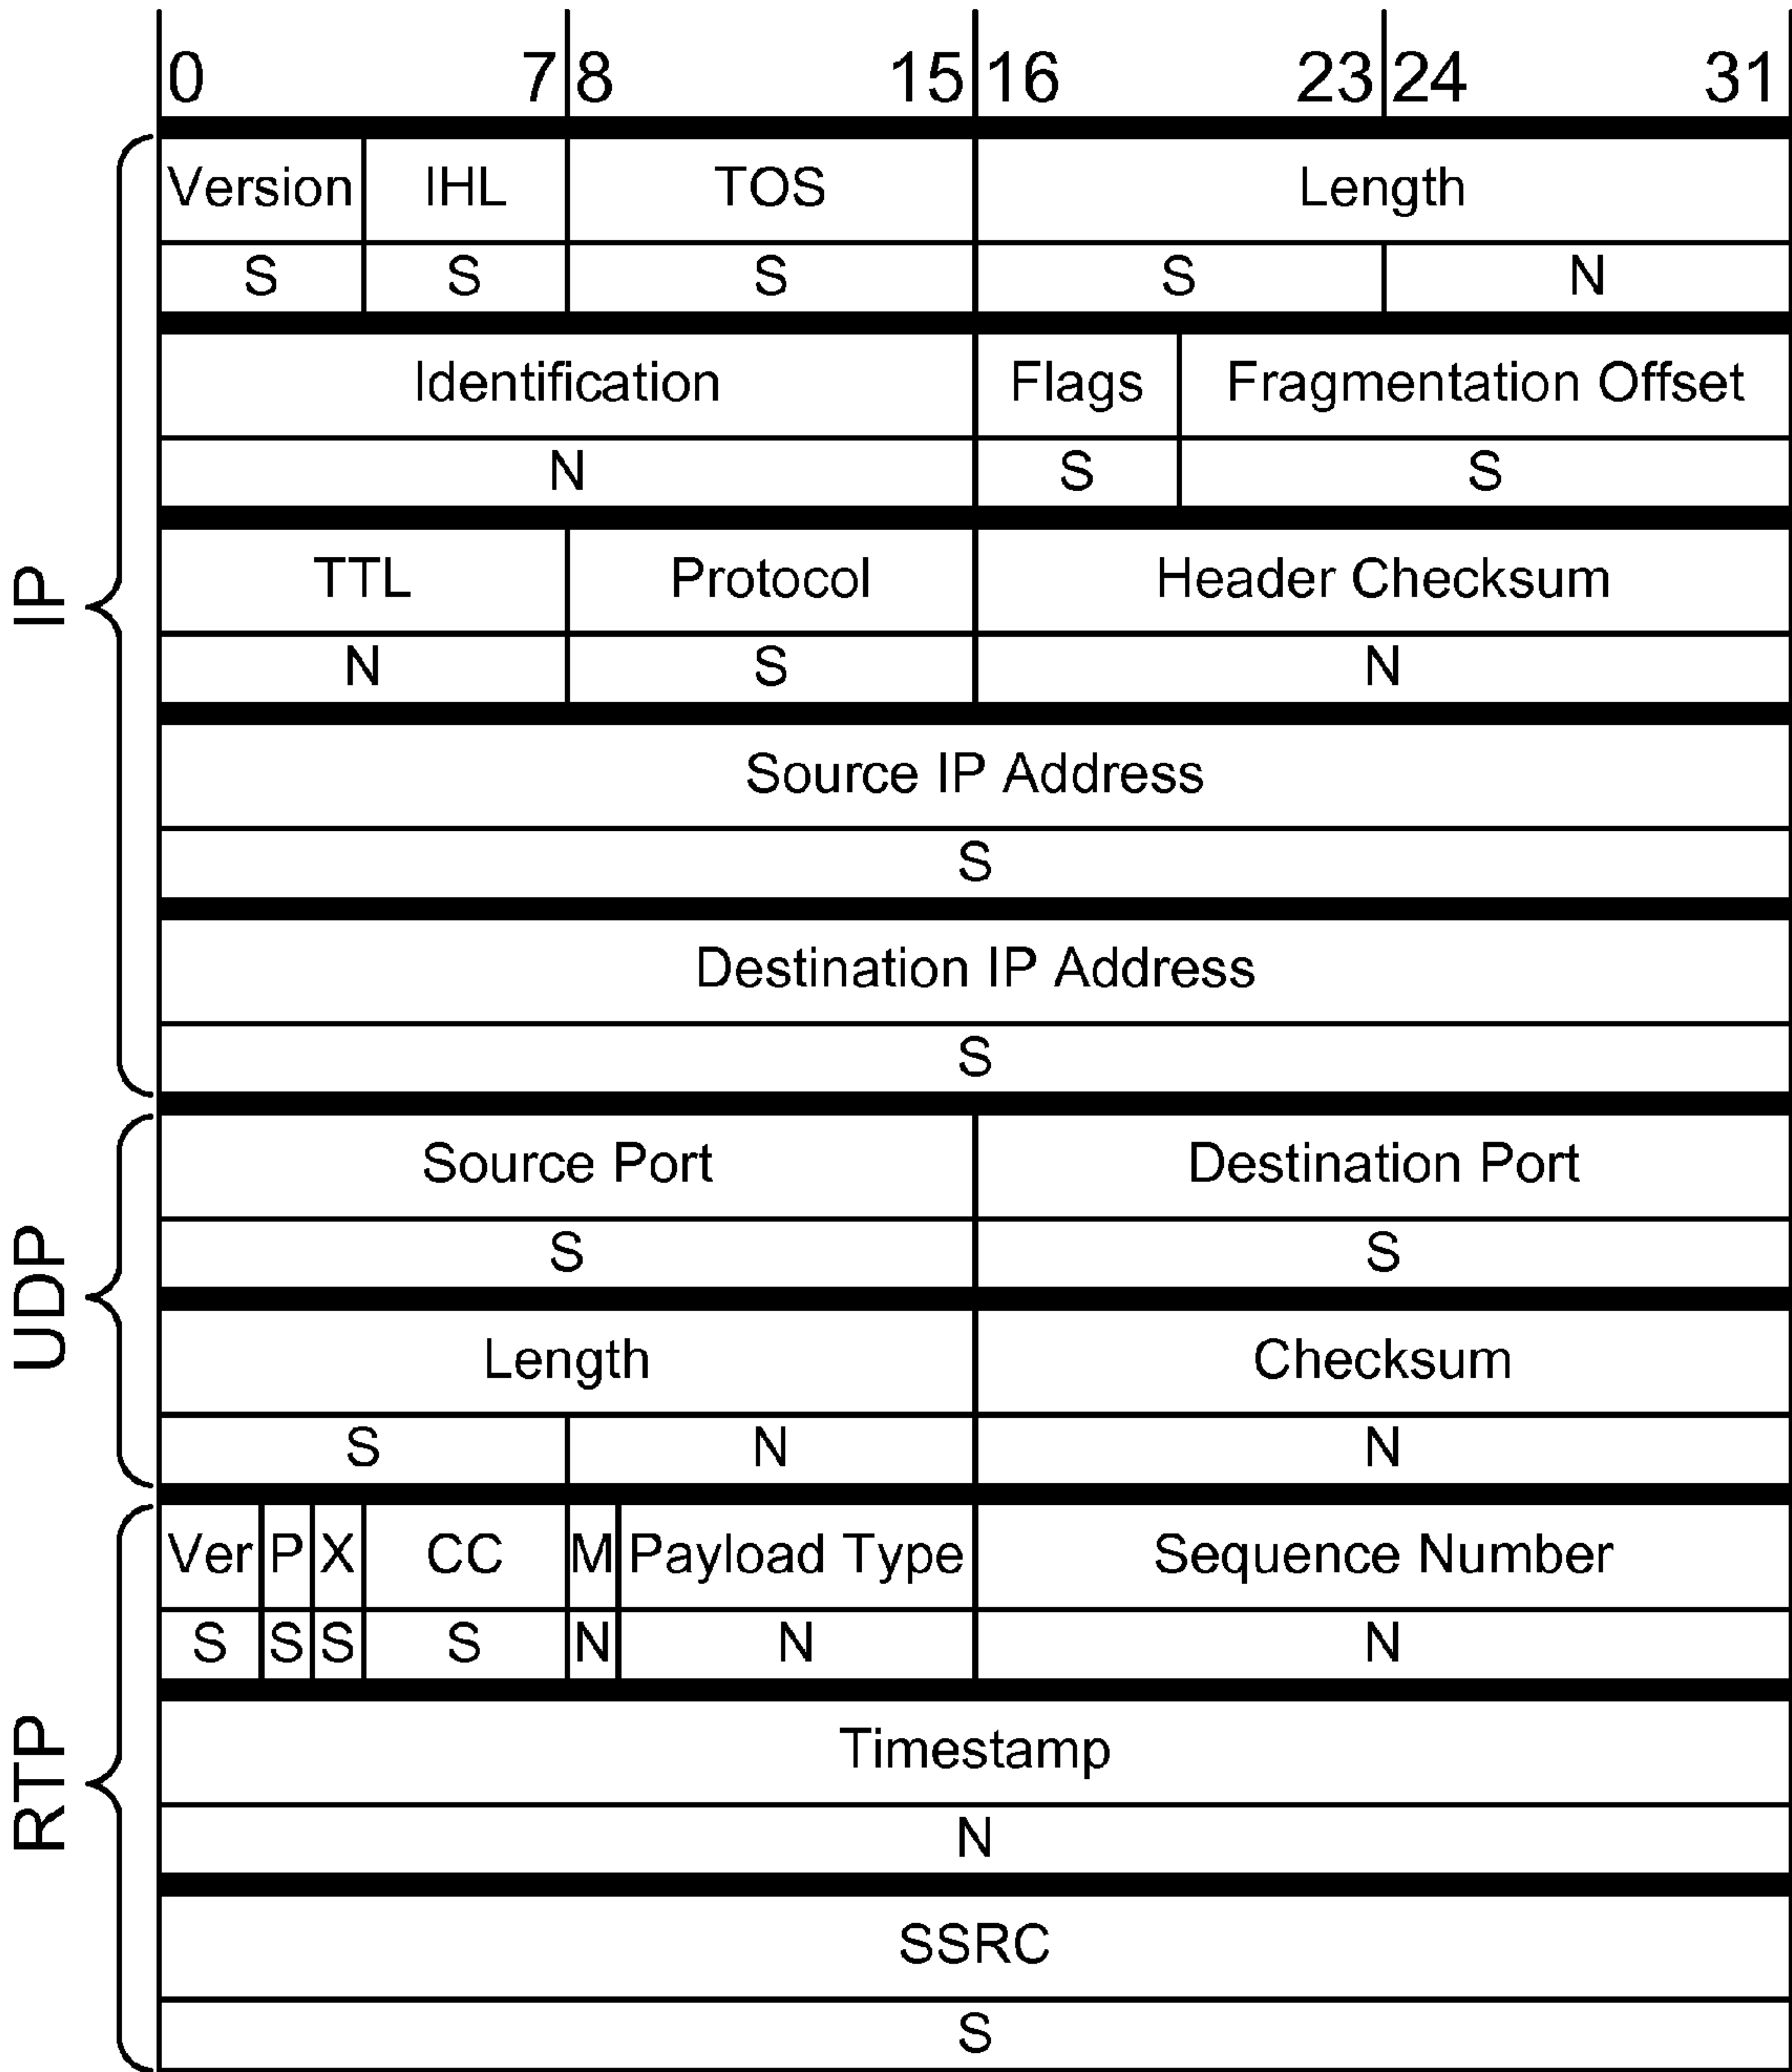 0 7 8 15 16 23 24 31
IP
Version IHL TOS Length
S S S S N
Identification Flags Fragmentation Offset
N S S
TTL Protocol Header Checksum
N S N
Source IP Address
S
Destination IP Address
S
UDP
Source Port Destination Port
S S
Length Checksum
S N N
RTP
Ver P X CC M Payload Type Sequence Number
S S S S N N N
Timestamp
N
SSRC
S